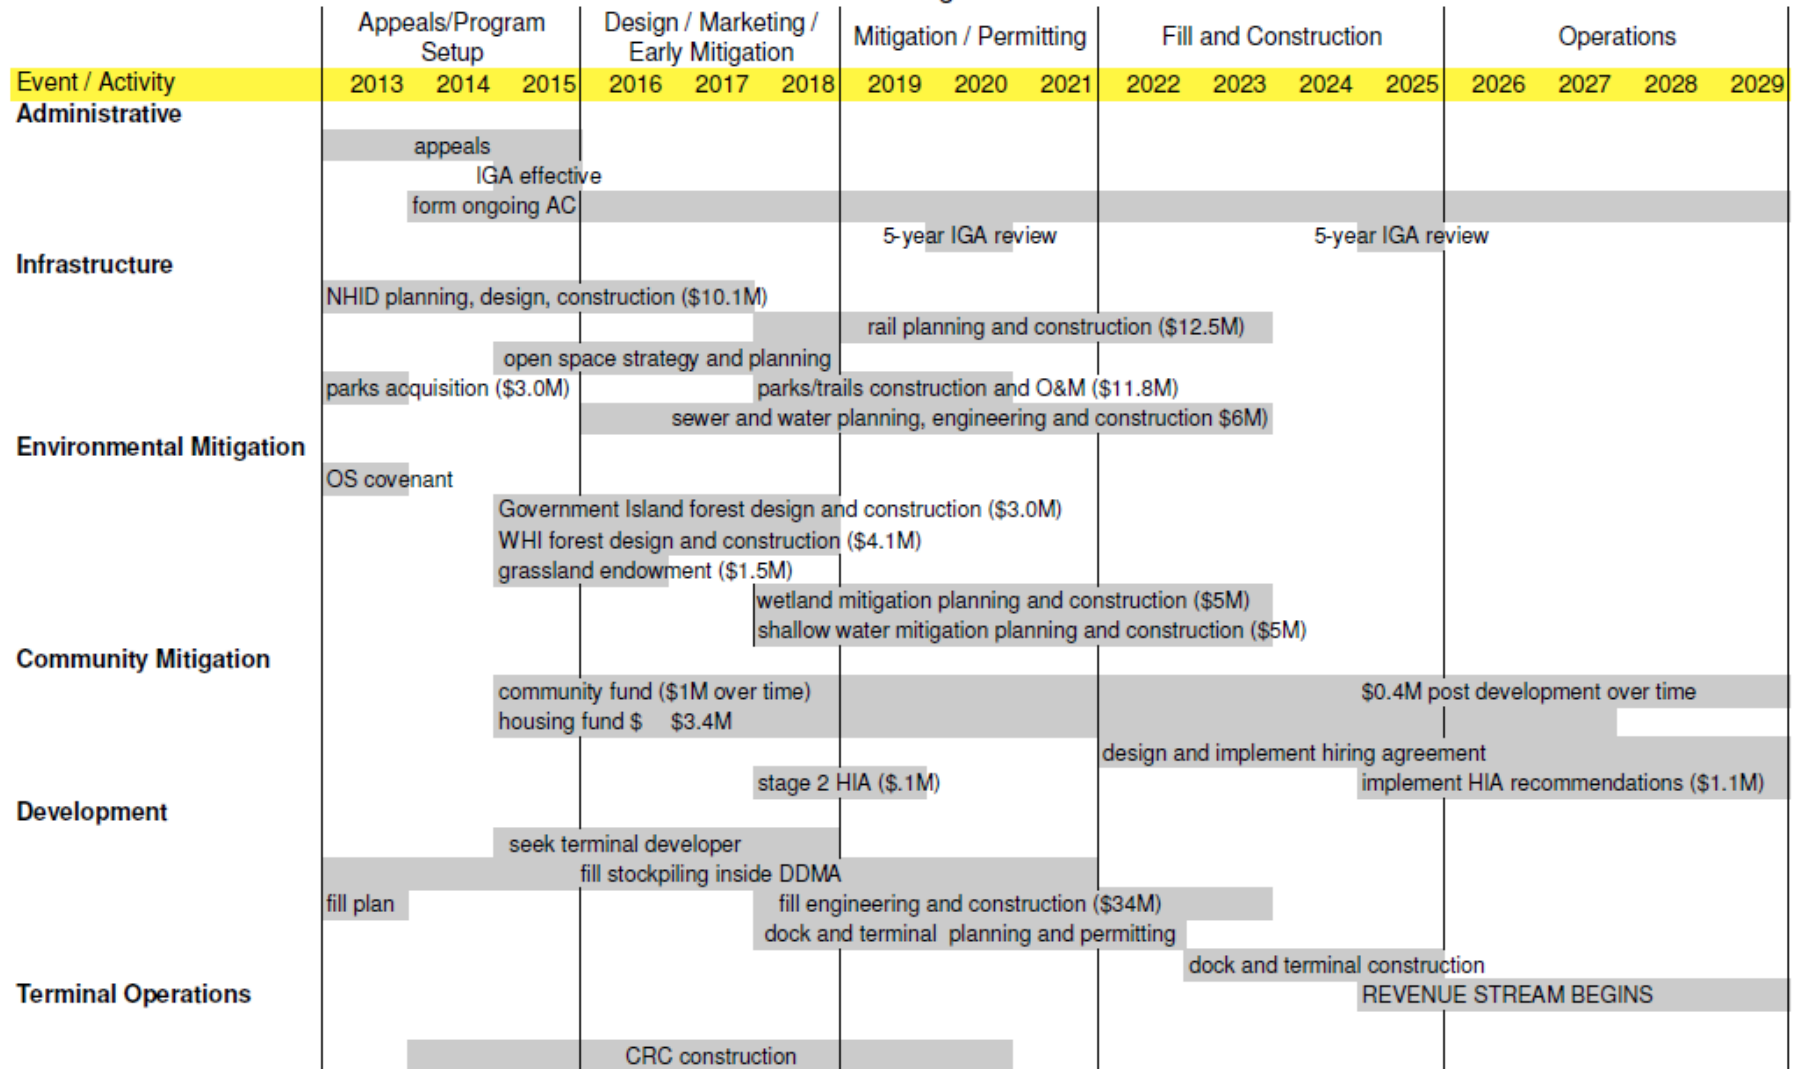 Appeals/Program Setup Design / Marketing / Early Mitigation Mitigation / Permitting Fill and Construction Operations
Event / Activity 2013 2014 2015 2016 2017 2018 2019 2020 2021 2022 2023 2024 2025 2026 2027 2028 2029
Administrative
appeals
IGA effective
form ongoing AC
5-year IGA review 5-year IGA review
Infrastructure
NHID planning, design, construction ($10.1M)
rail planning and construction ($12.5M)
open space strategy and planning
parks acquisition ($3.0M) parks/trails construction and O&M ($11.8M)
sewer and water planning, engineering and construction $6M)
Environmental Mitigation
OS covenant
Government Island forest design and construction ($3.0M)
WHI forest design and construction ($4.1M)
grassland endowment ($1.5M)
wetland mitigation planning and construction ($5M)
shallow water mitigation planning and construction ($5M)
Community Mitigation
community fund ($1M over time) $0.4M post development over time
housing fund $ $3.4M
design and implement hiring agreement
stage 2 HIA ($.1M) implement HIA recommendations ($1.1M)
Development
seek terminal developer
fill stockpiling inside DDMA
fill plan fill engineering and construction ($34M)
dock and terminal planning and permitting
dock and terminal construction
Terminal Operations REVENUE STREAM BEGINS
CRC construction